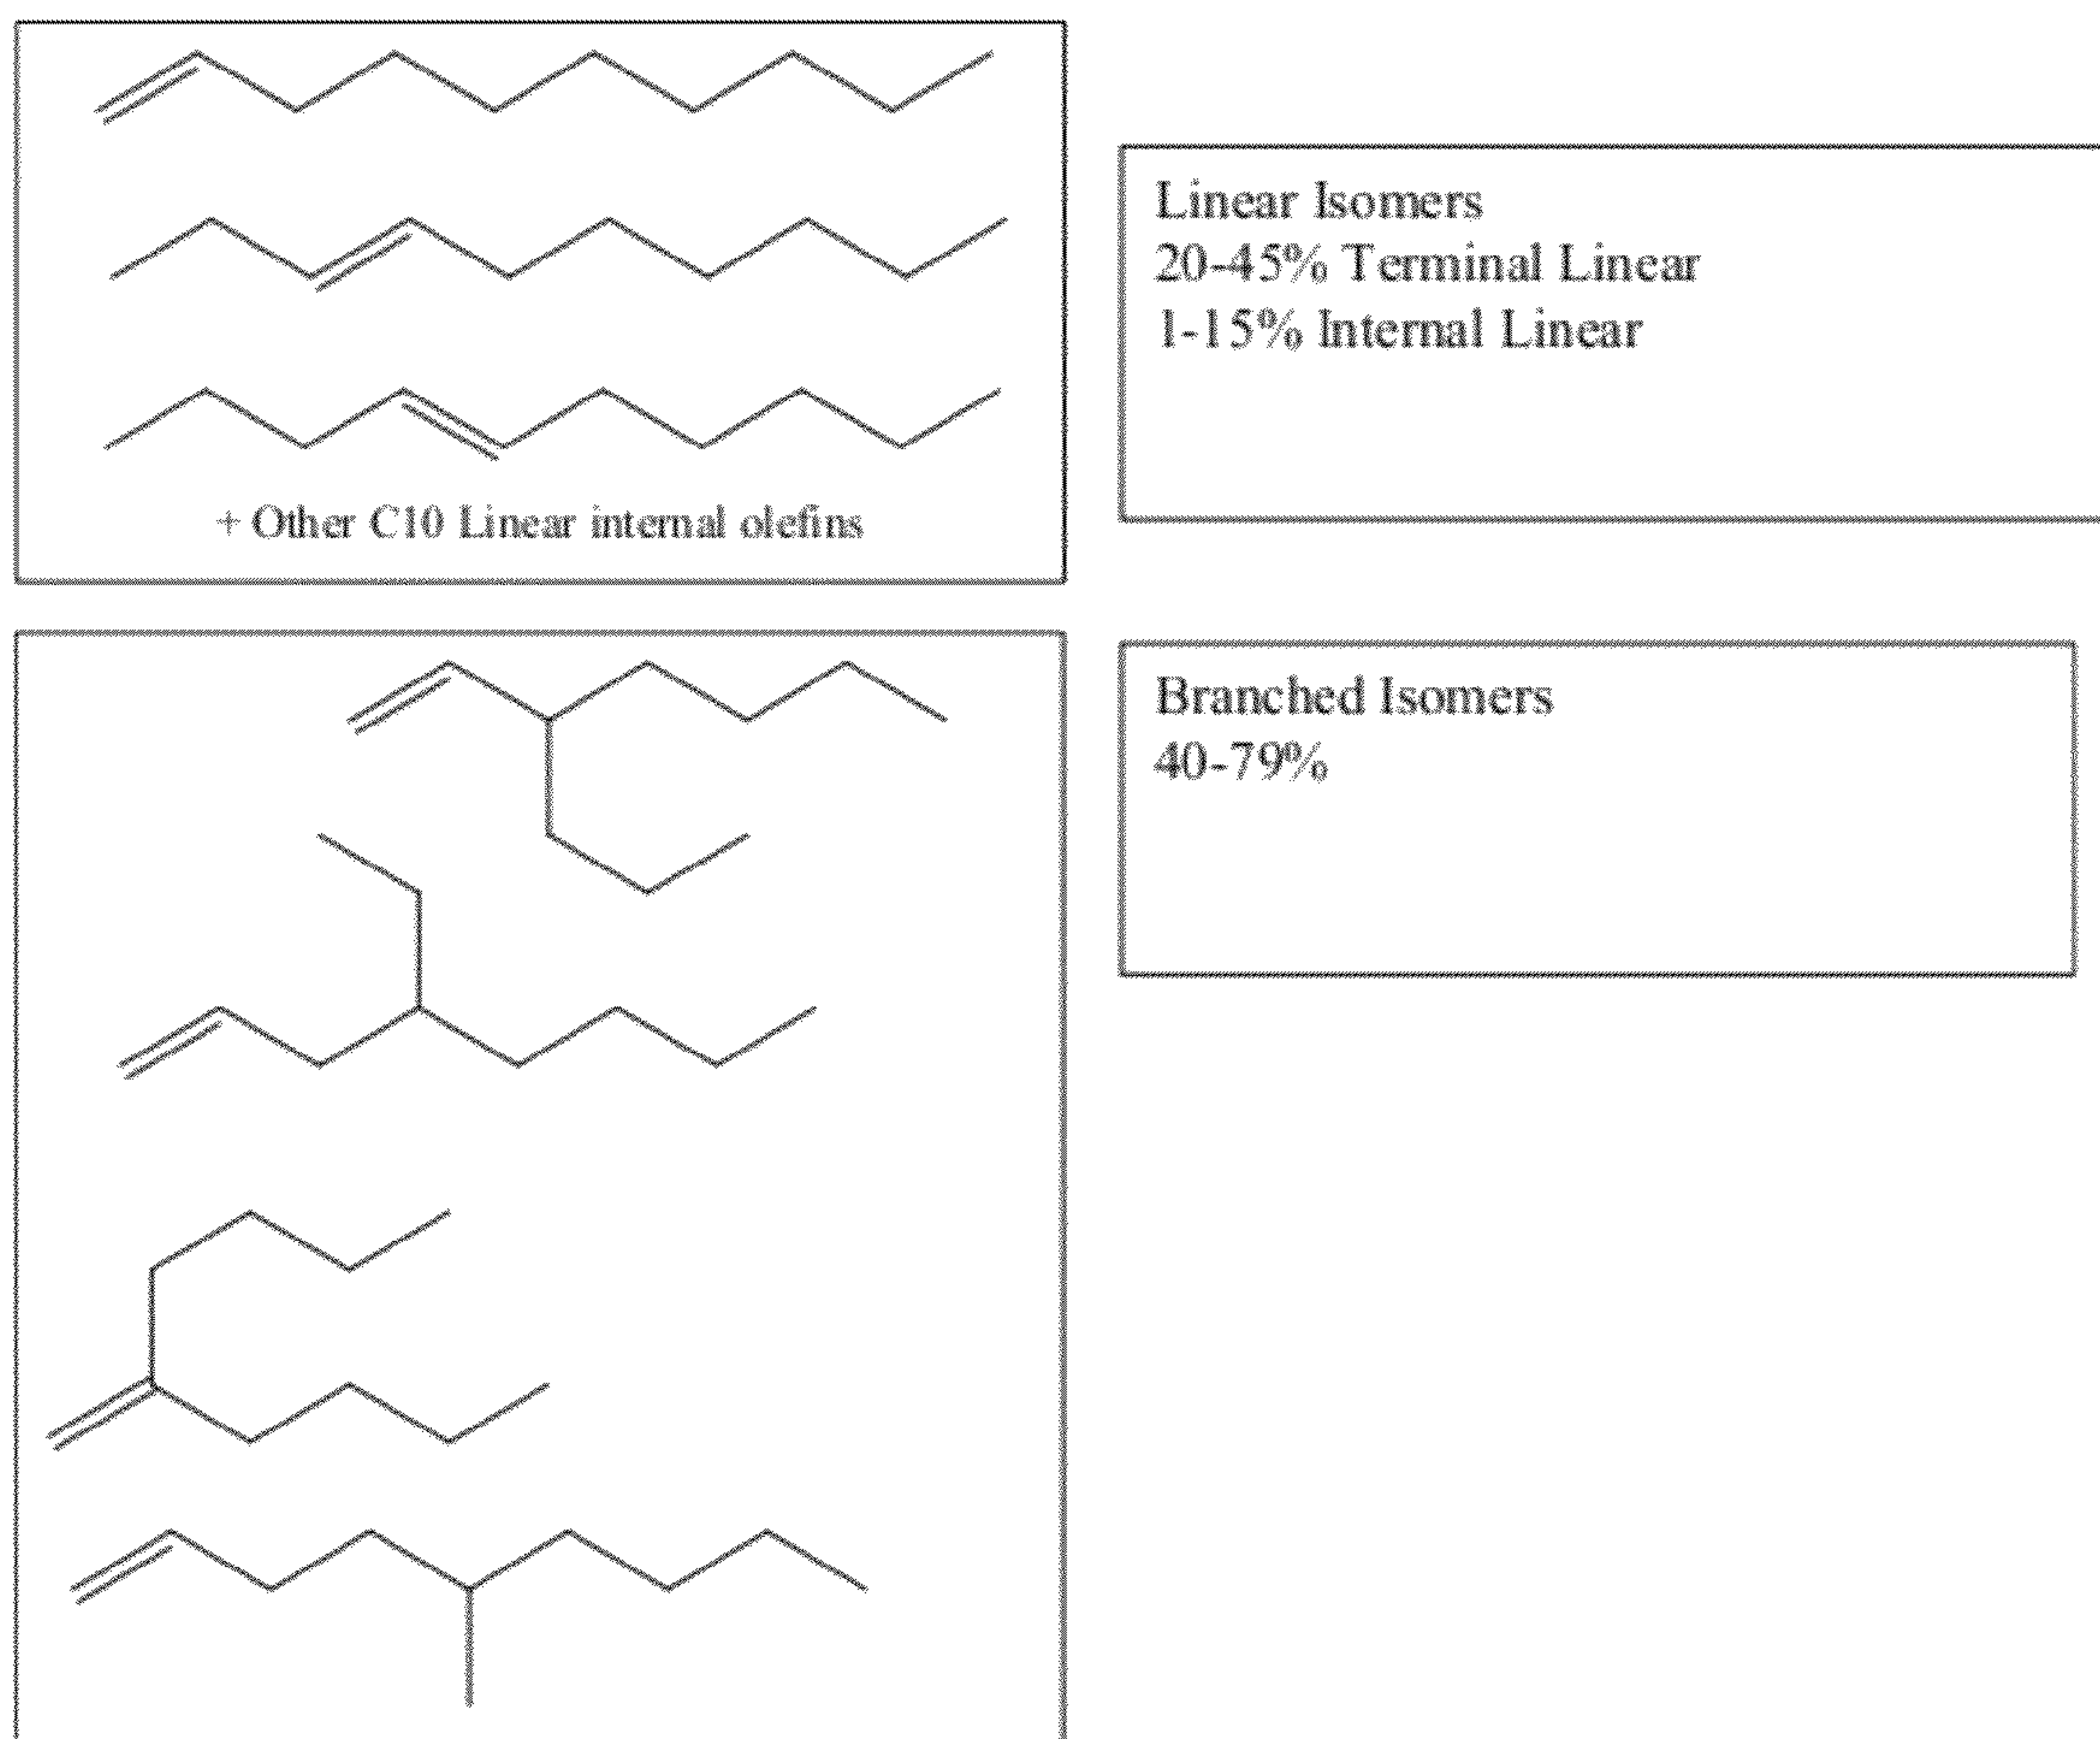 Linear Isomers
20-45% Terminal Linear
1-15% Internal Linear
+ Other C10 Linear internal olefins
Branched Isomers
40-79%